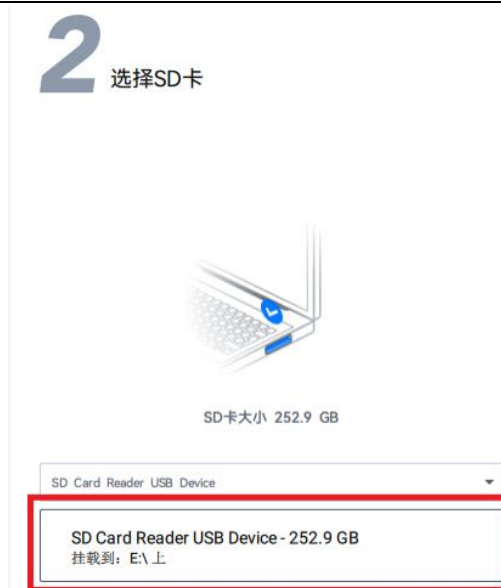 2
选择SD卡
SD卡大小 252.9 GB
SD Card Reader USB Device
SD Card Reader USB Device - 252.9 GB
挂载到：E:\ 上